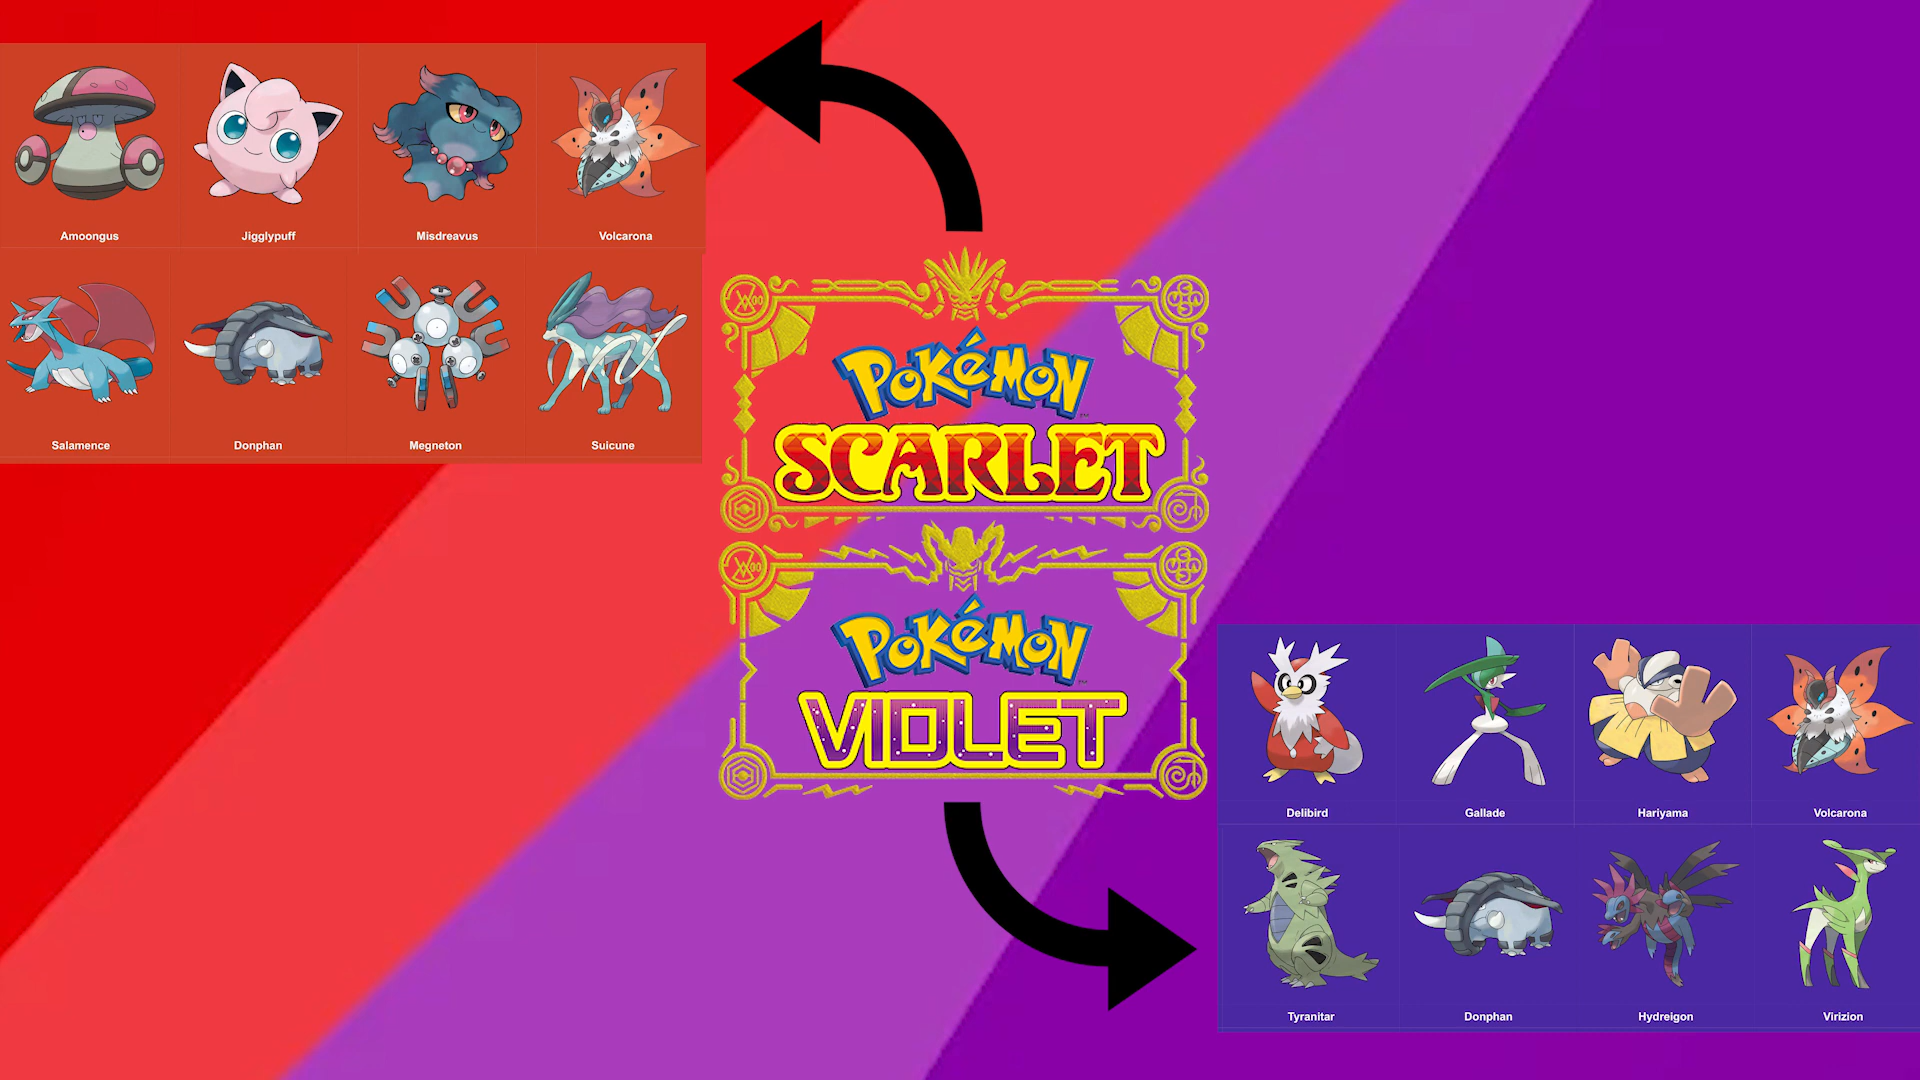 Amoongus Jigglypuff Misdreavus Volcarona
Salamence Donphan Megneton Suicune
POKéMON
SCARLET
POKéMON
VIOLET
Delibird Gallade Hariyama Volcarona
Tyranitar Donphan Hydreigon Virizion